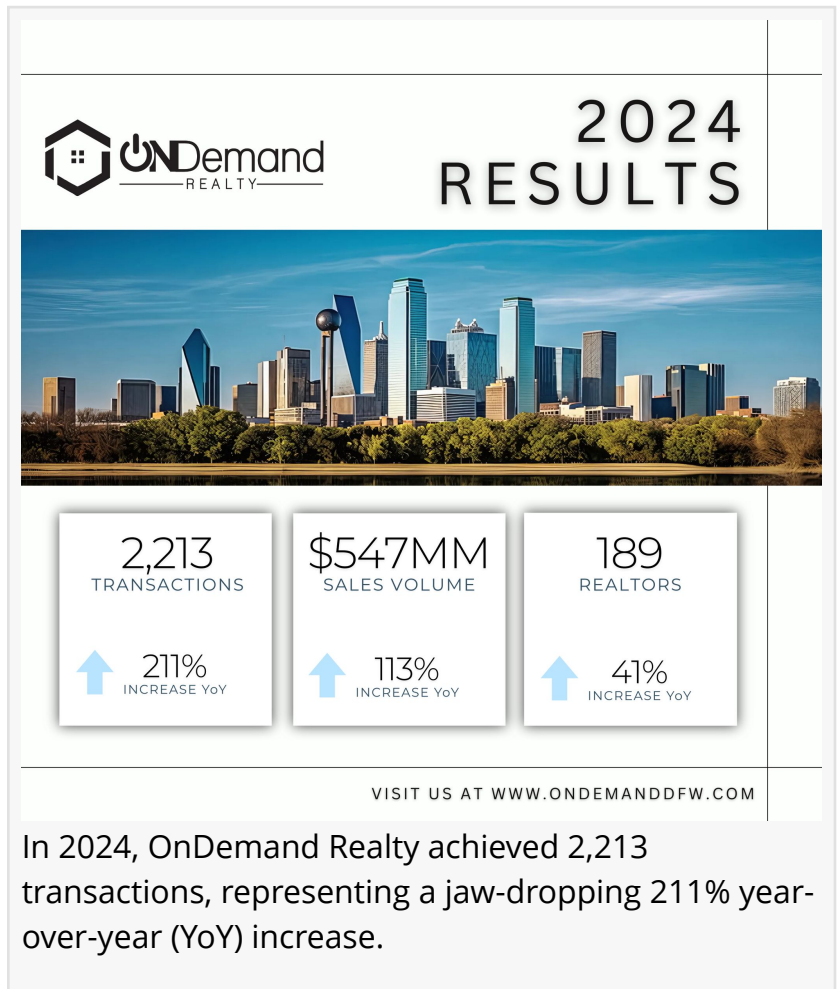 ONDemand
REALTY
2024
RESULTS
2,213
TRANSACTIONS
211%
INCREASE YoY
$547MM
SALES VOLUME
113%
INCREASE YoY
189
REALTORS
41%
INCREASE YoY
VISIT US AT WWW.ONDEMANDDFW.COM
In 2024, OnDemand Realty achieved 2,213
transactions, representing a jaw-dropping 211% year-
over-year (YoY) increase.